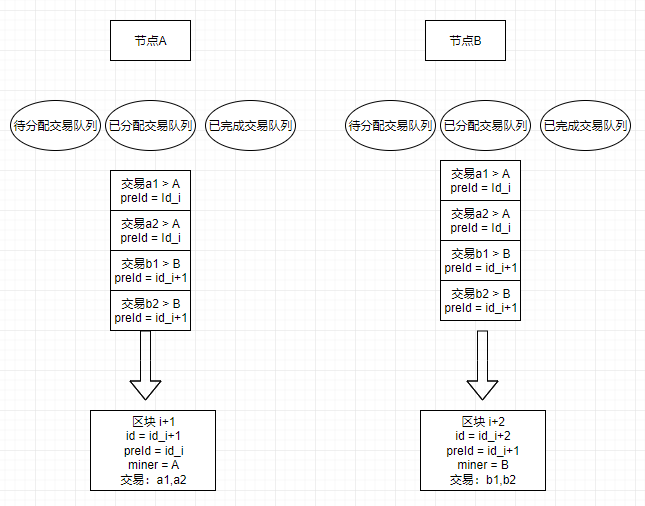 节点A
节点B
待分配交易队列
已分配交易队列
已完成交易队列
待分配交易队列
已分配交易队列
已完成交易队列
交易a1 > A
preId = Id_i
交易a2 > A
preId = Id_i
交易b1 > B
preId = id_i+1
交易b2 > B
preId = id_i+1
交易a1 > A
preId = Id_i
交易a2 > A
preId = Id_i
交易b1 > B
preId = id_i+1
交易b2 > B
preId = id_i+1
区块 i+1
id = id_i+1
preId = id_i
miner = A
交易：a1,a2
区块 i+2
id = id_i+2
preId = id_i+1
miner = B
交易：b1,b2